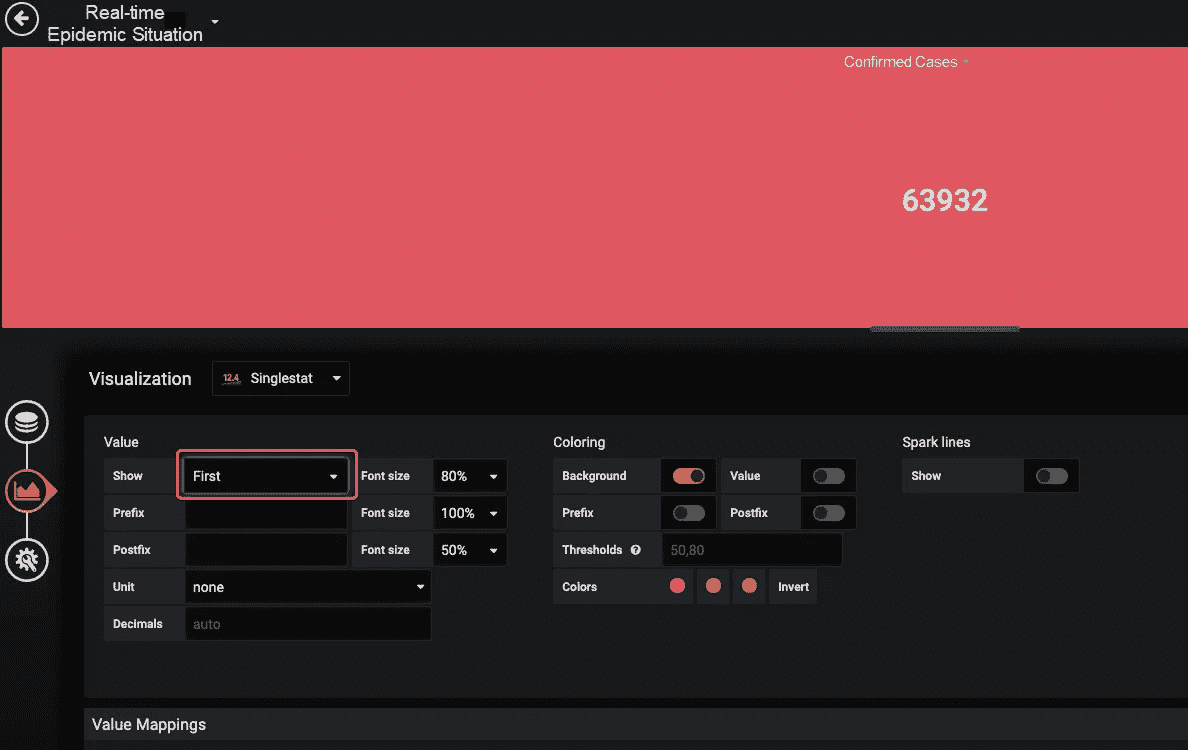 Real-time
Epidemic Situation
Confirmed Cases
63932
Visualization 12.4 Singlestat
Value Coloring Spark lines
Show First Font size 80% Background Value Show
Prefix Font size 100% Prefix Postfix
Postfix Font size 50% Thresholds ? 50,80
Unit none Colors Invert
Decimals auto
Value Mappings